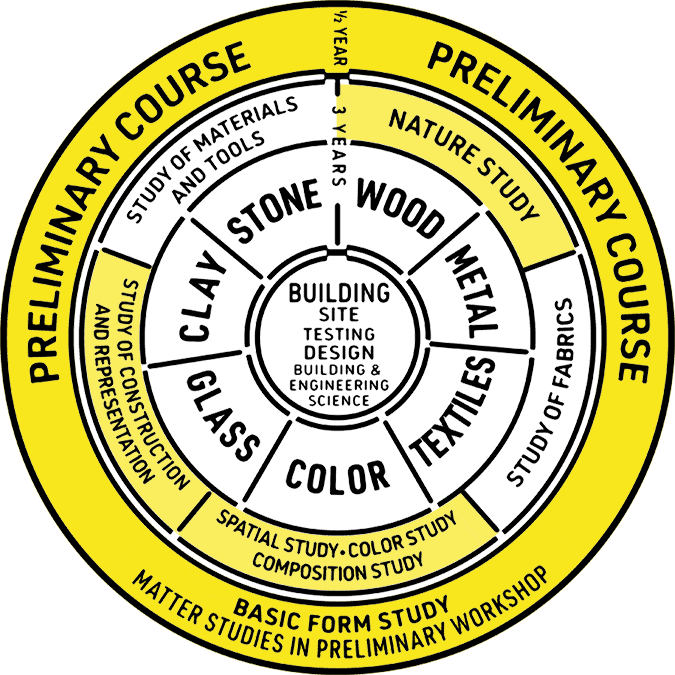 PRELIMINARY COURSE
½ YEAR
PRELIMINARY COURSE
BASIC FORM STUDY
MATTER STUDIES IN PRELIMINARY WORKSHOP
3 YEARS
STUDY OF MATERIALS
AND TOOLS
NATURE STUDY
STUDY OF FABRICS
SPATIAL STUDY • COLOR STUDY
COMPOSITION STUDY
STUDY OF CONSTRUCTION
AND REPRESENTATION
STONE
WOOD
METAL
TEXTILES
COLOR
GLASS
CLAY
BUILDING
SITE
TESTING
DESIGN
BUILDING &
ENGINEERING
SCIENCE